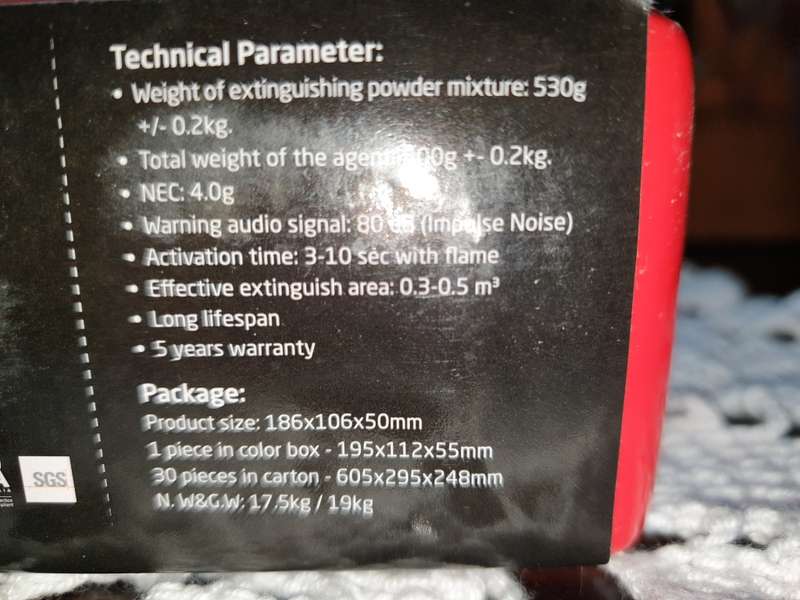 Technical Parameter:
• Weight of extinguishing powder mixture: 530g
+/- 0.2kg.
• Total weight of the +- 0.2kg.
• NEC: 4.0g
• Warning audio signal: 80 dB (Impulse Noise)
• Activation time: 3-10 sec with flame
• Effective extinguish area: 0.3-0.5 m³
• Long lifespan
• 5 years warranty
Package:
Product size: 186x106x50mm
1 piece in color box - 195x112x55mm
30 pieces in carton - 605x295x248mm
N.W&G.W: 17.5kg / 19kg
SGS